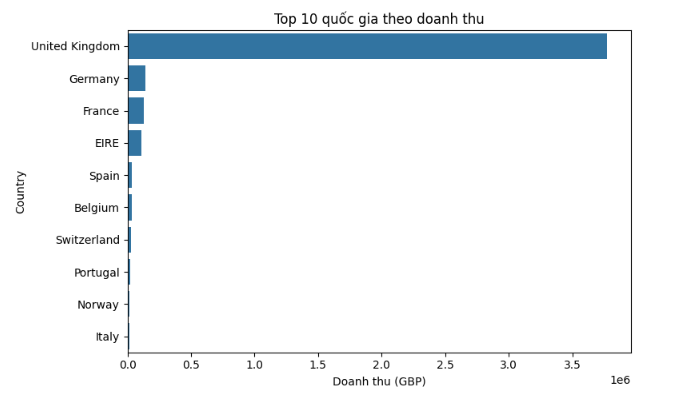 Top 10 quốc gia theo doanh thu
Country
United Kingdom
Germany
France
EIRE
Spain
Belgium
Switzerland
Portugal
Norway
Italy
0.0 0.5 1.0 1.5 2.0 2.5 3.0 3.5
1e6
Doanh thu (GBP)